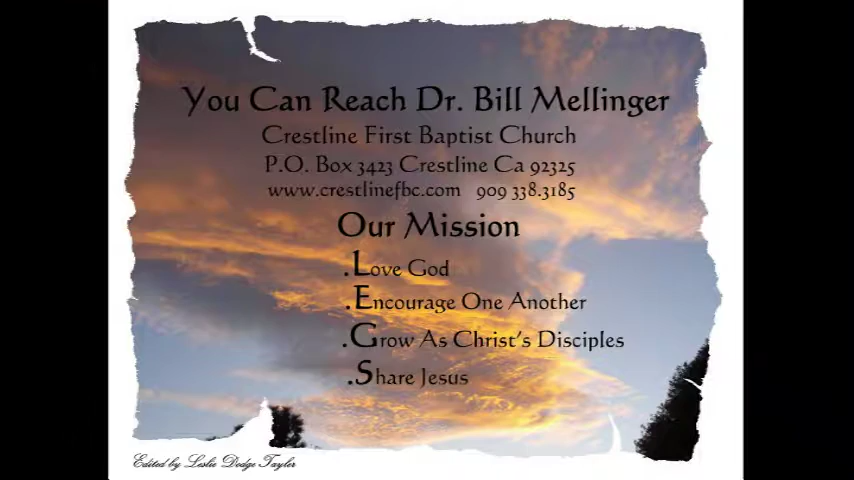 You Can Reach Dr. Bill Mellinger
Crestline First Baptist Church
P.O. Box 3423 Crestline Ca 92325
www.crestlinefbc.com 909 338.3185
Our Mission
.Love God
.Encourage One Another
.Grow As Christ's Disciples
.Share Jesus
Edited by Leslie Dodge Tayler